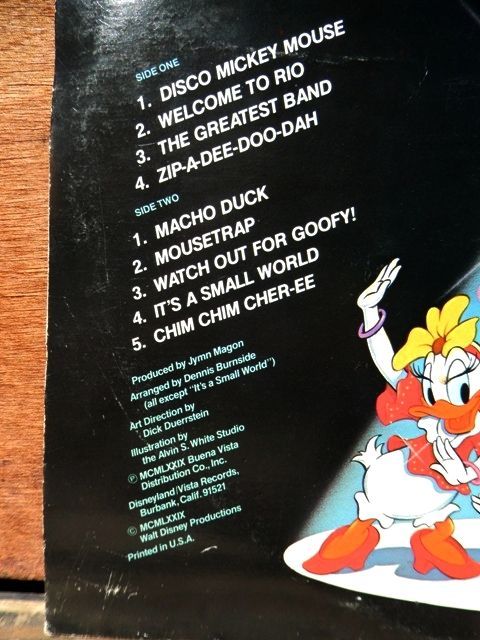 SIDE ONE
1. DISCO MICKEY MOUSE
2. WELCOME TO RIO
3. THE GREATEST BAND
4. ZIP-A-DEE-DOO-DAH
SIDE TWO
1. MACHO DUCK
2. MOUSETRAP
3. WATCH OUT FOR GOOFY!
4. IT'S A SMALL WORLD
5. CHIM CHIM CHER-EE
Produced by Jymn Magon
Arranged by Dennis Burnside
(all except "It's a Small World")
Art Direction by
Dick Duerrstein
Illustration by
the Alvin S. White Studio
℗ MCMLXXIX Buena Vista
Distribution Co., Inc.
Disneyland/Vista Records,
Burbank, Calif. 91521
© MCMLXXIX
Walt Disney Productions
Printed in U.S.A.